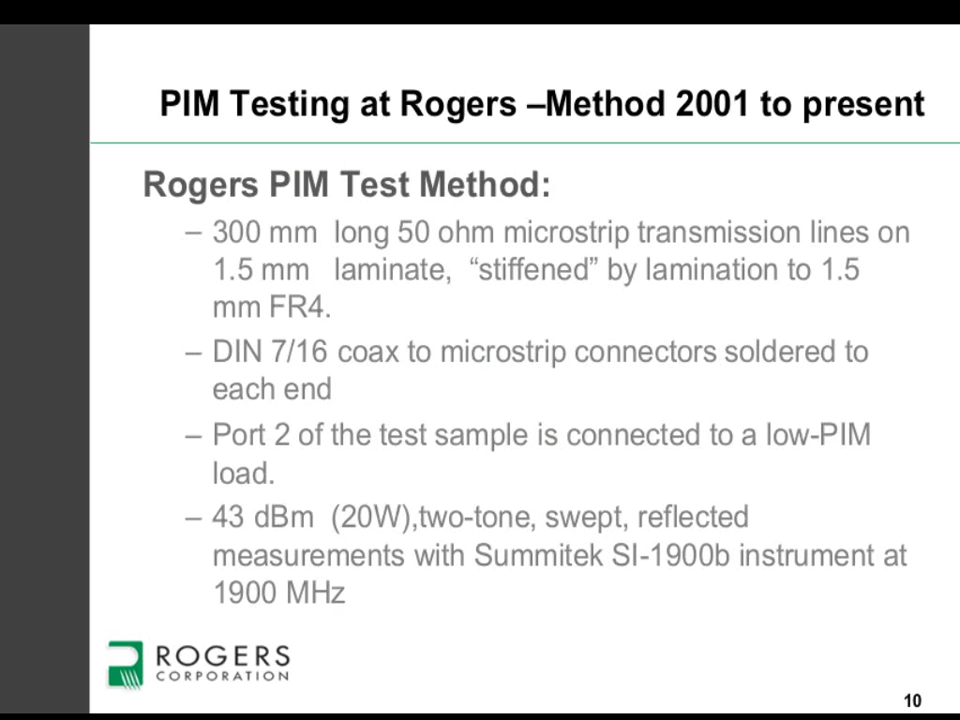 PIM Testing at Rogers –Method 2001 to present
Rogers PIM Test Method:
– 300 mm long 50 ohm microstrip transmission lines on
1.5 mm laminate, “stiffened” by lamination to 1.5
mm FR4.
– DIN 7/16 coax to microstrip connectors soldered to
each end
– Port 2 of the test sample is connected to a low-PIM
load.
– 43 dBm (20W),two-tone, swept, reflected
measurements with Summitek SI-1900b instrument at
1900 MHz
ROGERS
CORPORATION
10